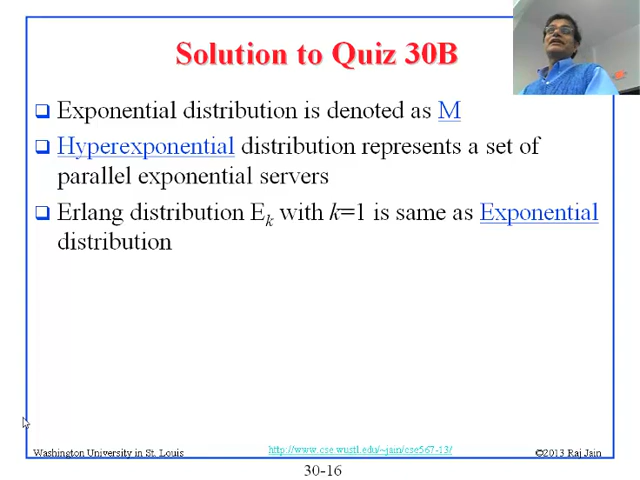 Solution to Quiz 30B
Exponential distribution is denoted as M
Hyperexponential distribution represents a set of
parallel exponential servers
Erlang distribution Ek with k=1 is same as Exponential
distribution
Washington University in St. Louis
http://www.cse.wustl.edu/~jain/cse567-13/
©2013 Raj Jain
30-16